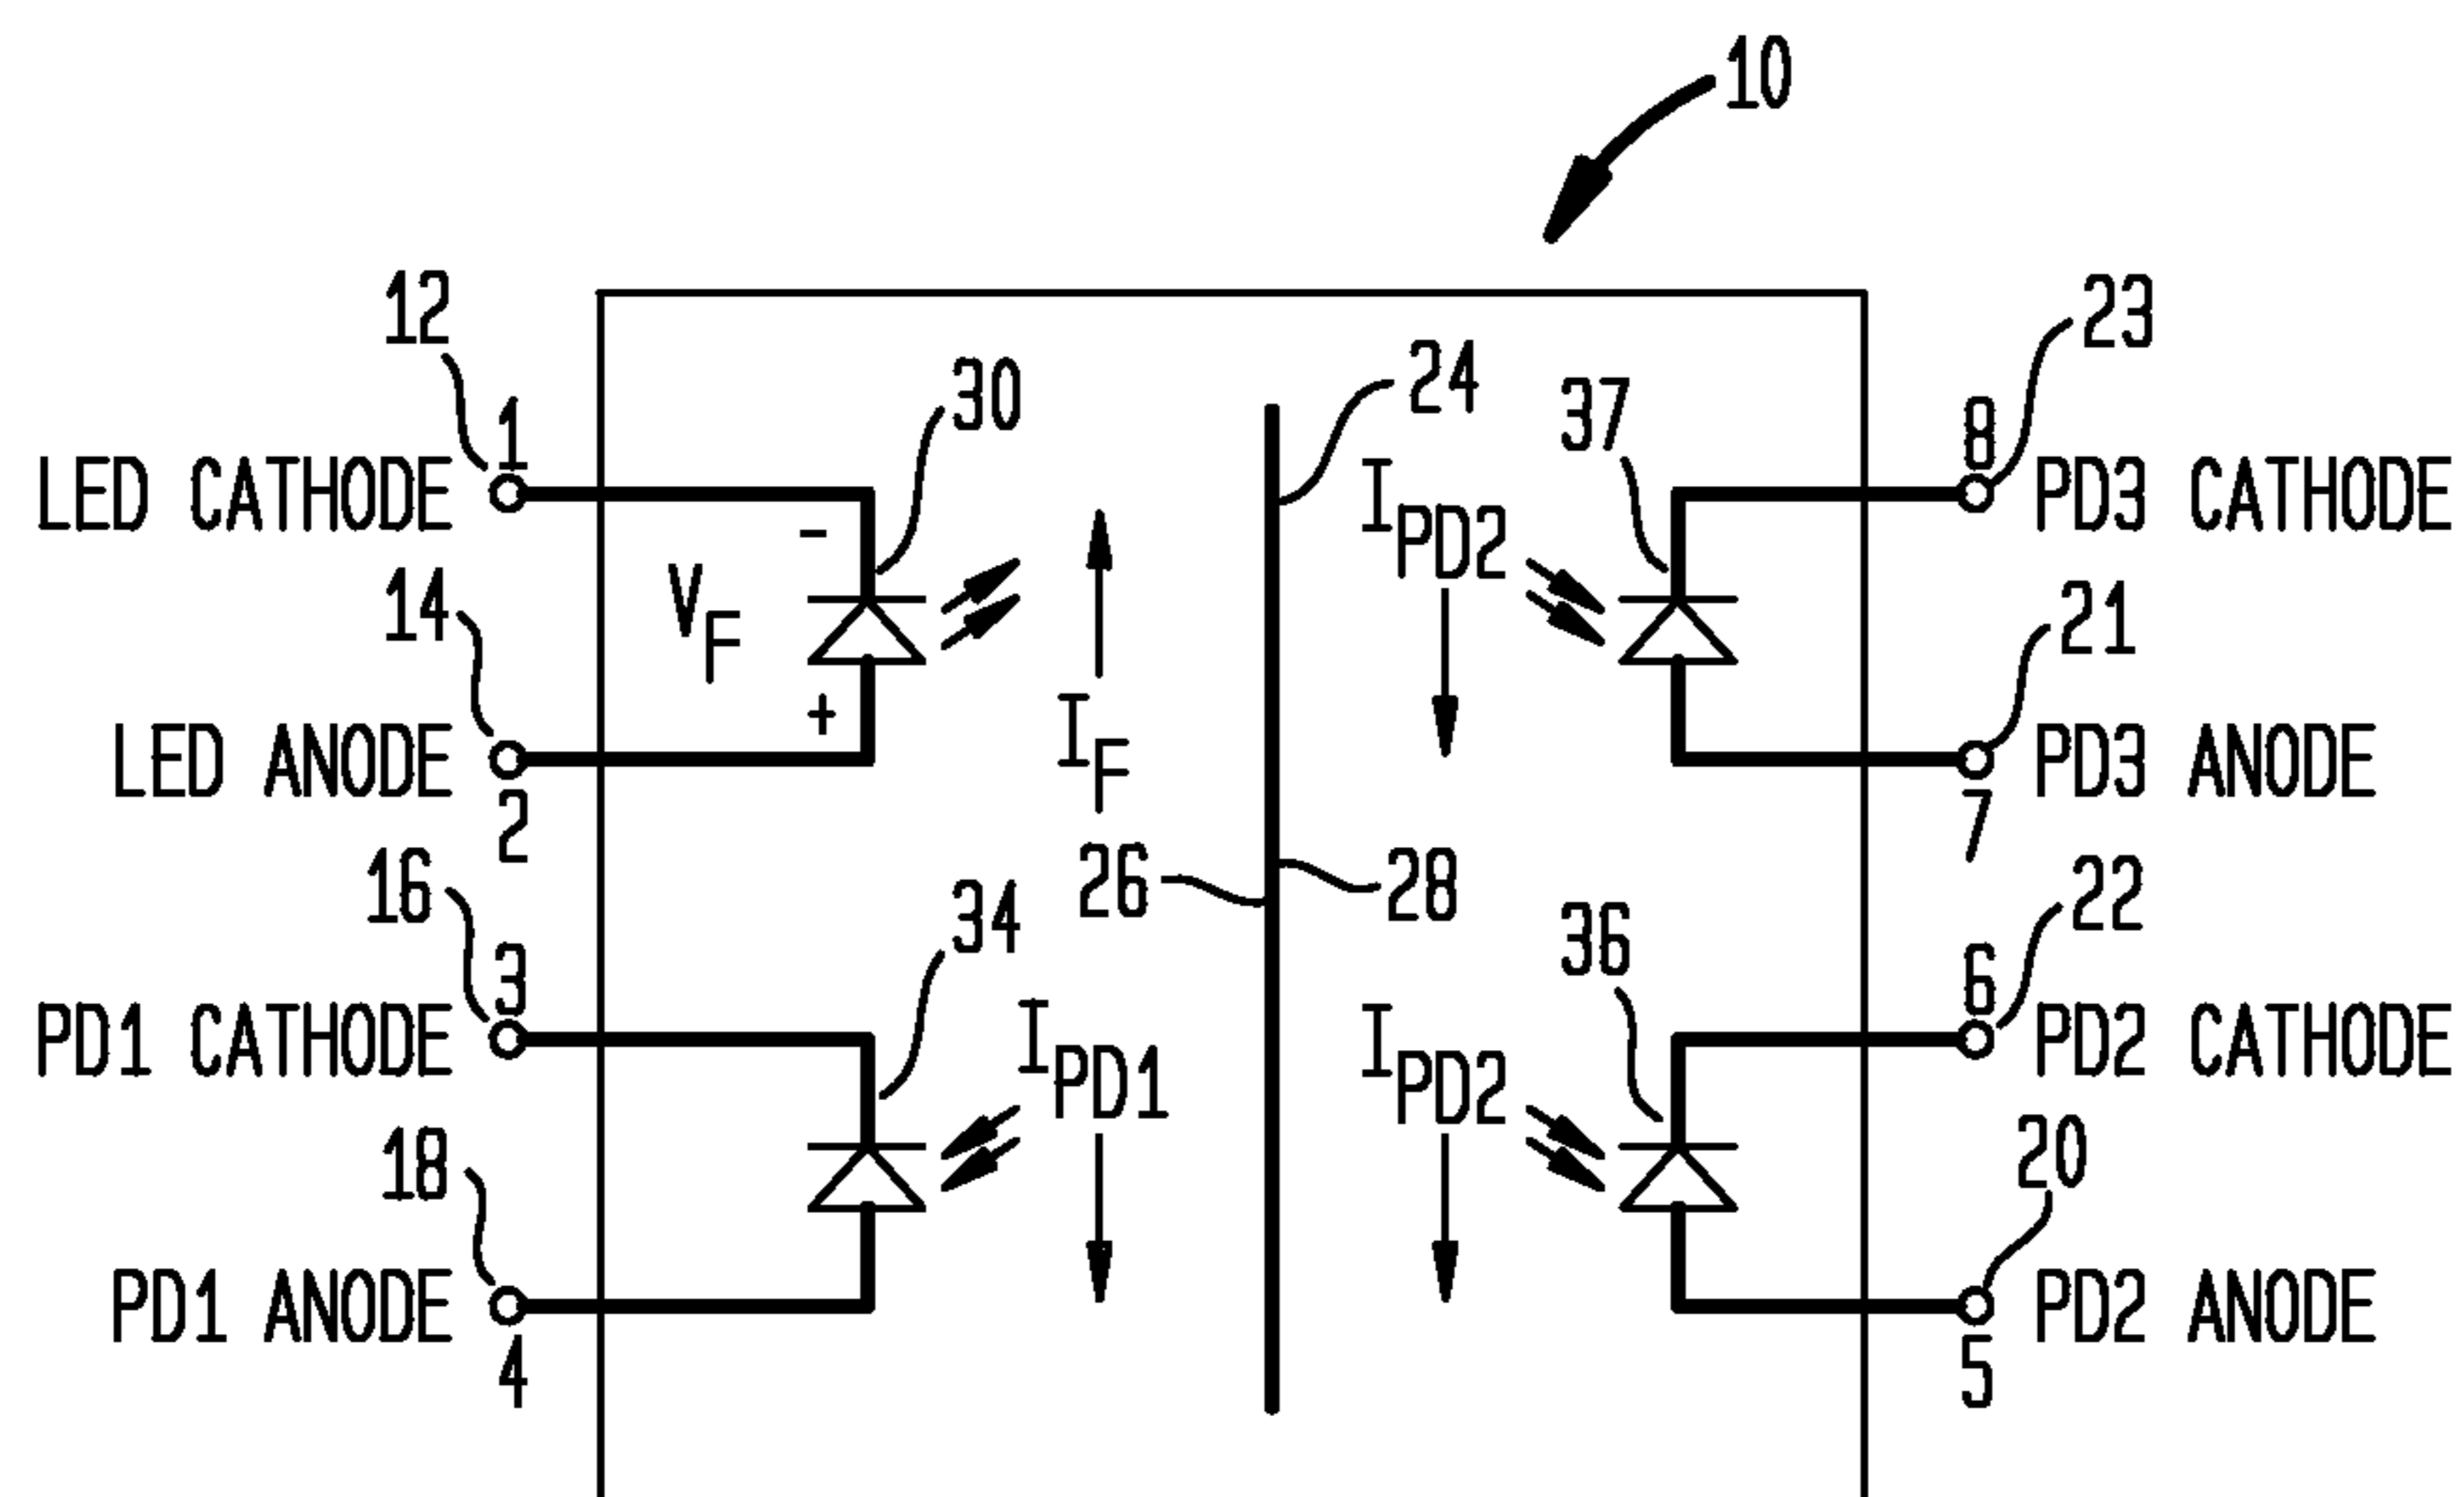 10
12
23
24
30
37
1
8
LED CATHODE
I PD2
PD3 CATHODE
-
14
V F
21
+
I F
LED ANODE
PD3 ANODE
2
7
16
26
28
22
34
36
3
6
PD1 CATHODE
I PD1
I PD2
PD2 CATHODE
18
20
PD1 ANODE
PD2 ANODE
4
5